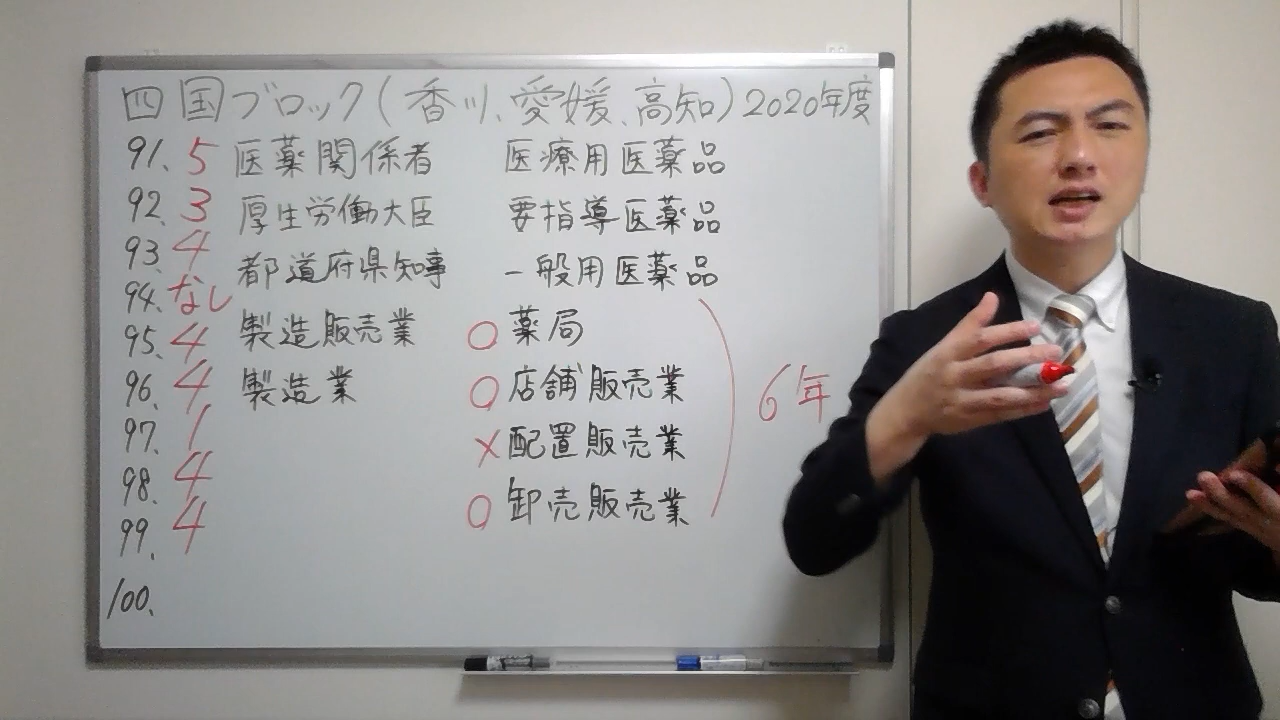 四国ブロック(香川、愛媛、高知)2020年度
91. 5 医薬関係者 医療用医薬品
92. 3 厚生労働大臣 要指導医薬品
93. 4 都道府県知事 一般用医薬品
94. なし
95. 4 製造販売業 ○薬局
96. 4 製造業 ○店舗販売業 6年
97. 1 ×配置販売業
98. 4
99. 4 ○卸売販売業
100.